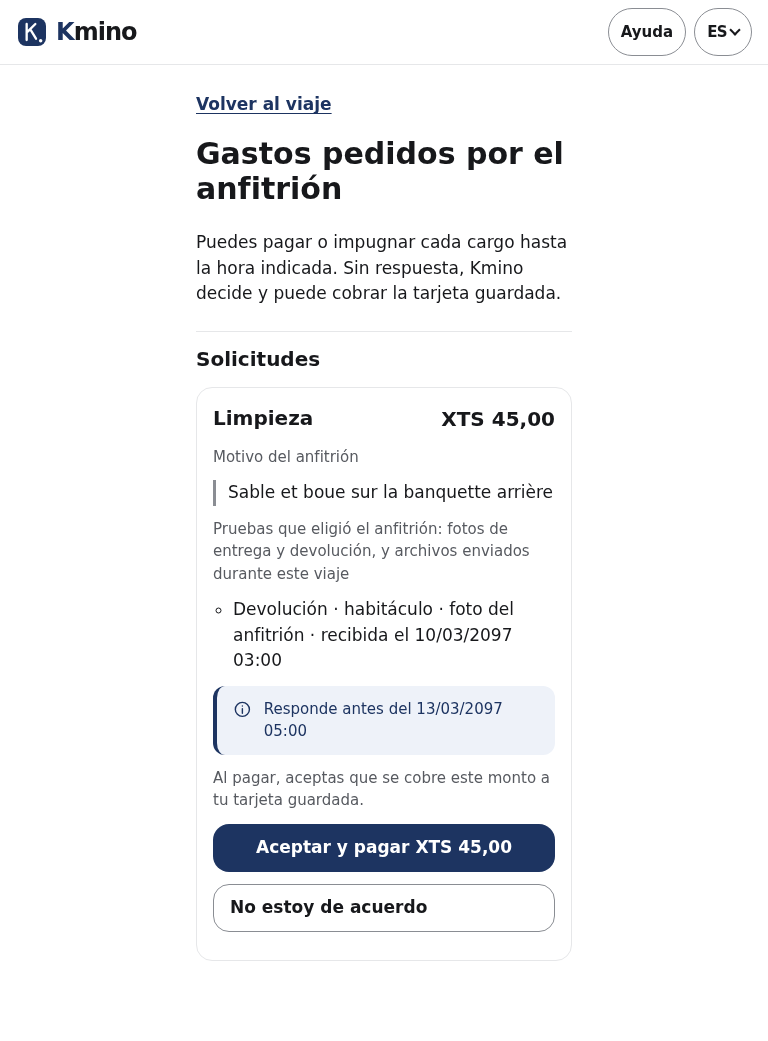 Kmino
Ayuda
ES
Volver al viaje
Gastos pedidos por el
anfitrión
Puedes pagar o impugnar cada cargo hasta
la hora indicada. Sin respuesta, Kmino
decide y puede cobrar la tarjeta guardada.
Solicitudes
Limpieza
XTS 45,00
Motivo del anfitrión
Sable et boue sur la banquette arrière
Pruebas que eligió el anfitrión: fotos de
entrega y devolución, y archivos enviados
durante este viaje
Devolución · habitáculo · foto del
anfitrión · recibida el 10/03/2097
03:00
Responde antes del 13/03/2097
05:00
Al pagar, aceptas que se cobre este monto a
tu tarjeta guardada.
Aceptar y pagar XTS 45,00
No estoy de acuerdo